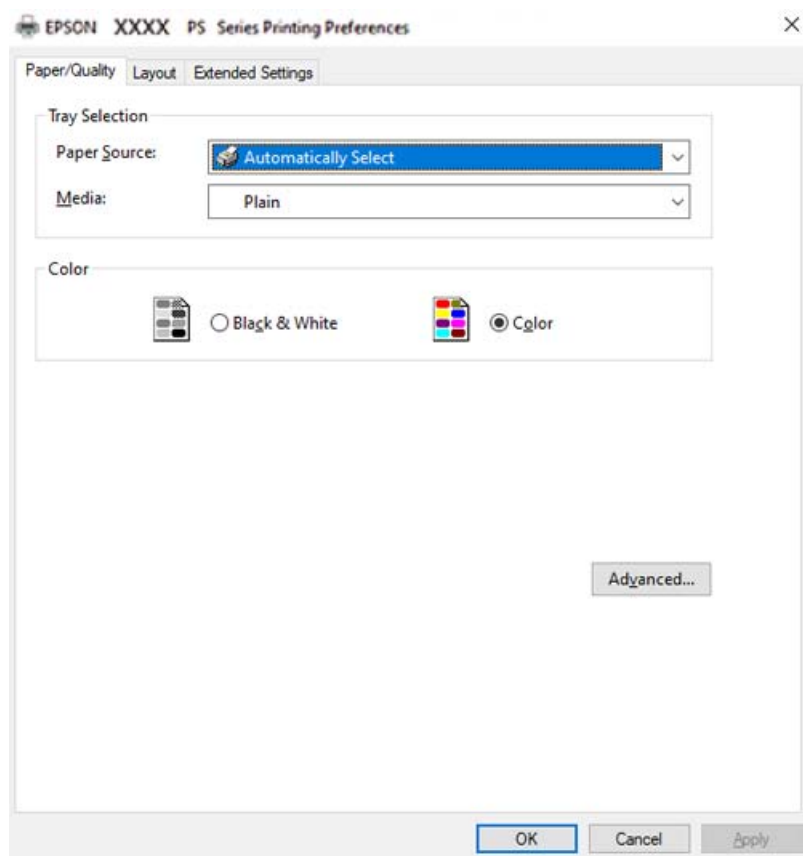 EPSON XXXX PS Series Printing Preferences
Paper/Quality Layout Extended Settings
Tray Selection
Paper Source: Automatically Select
Media: Plain
Color
Black & White Color
Advanced...
OK Cancel Apply